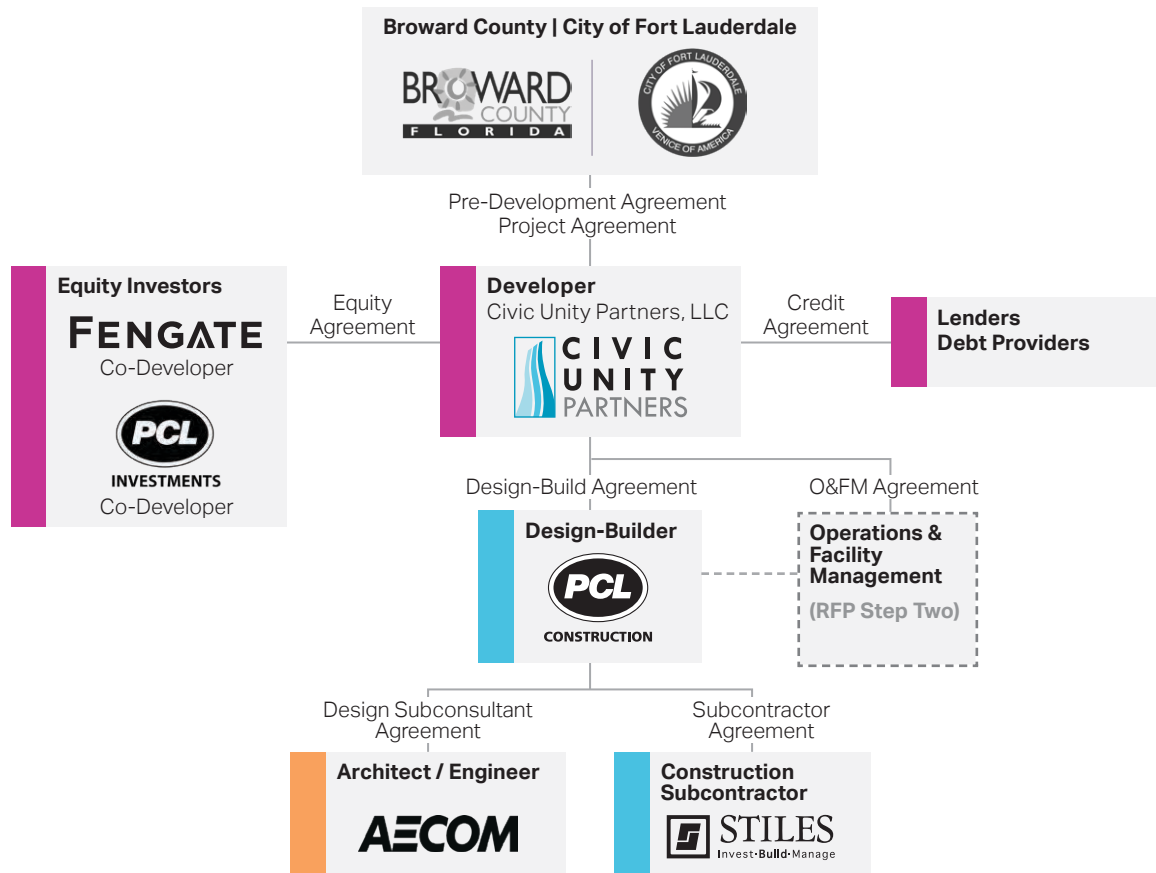 Broward County | City of Fort Lauderdale
BROWARD
COUNTY
FLORIDA
CITY OF FORT LAUDERDALE
VENICE OF AMERICA
Pre-Development Agreement
Project Agreement
Equity Investors
FENGATE
Co-Developer
PCL
INVESTMENTS
Co-Developer
Equity
Agreement
Developer
Civic Unity Partners, LLC
CIVIC
UNITY
PARTNERS
Credit
Agreement
Lenders
Debt Providers
Design-Build Agreement
O&FM Agreement
Design-Builder
PCL
CONSTRUCTION
Operations &
Facility
Management
(RFP Step Two)
Design Subconsultant
Agreement
Subcontractor
Agreement
Architect / Engineer
AECOM
Construction
Subcontractor
STILES
Invest·Build·Manage